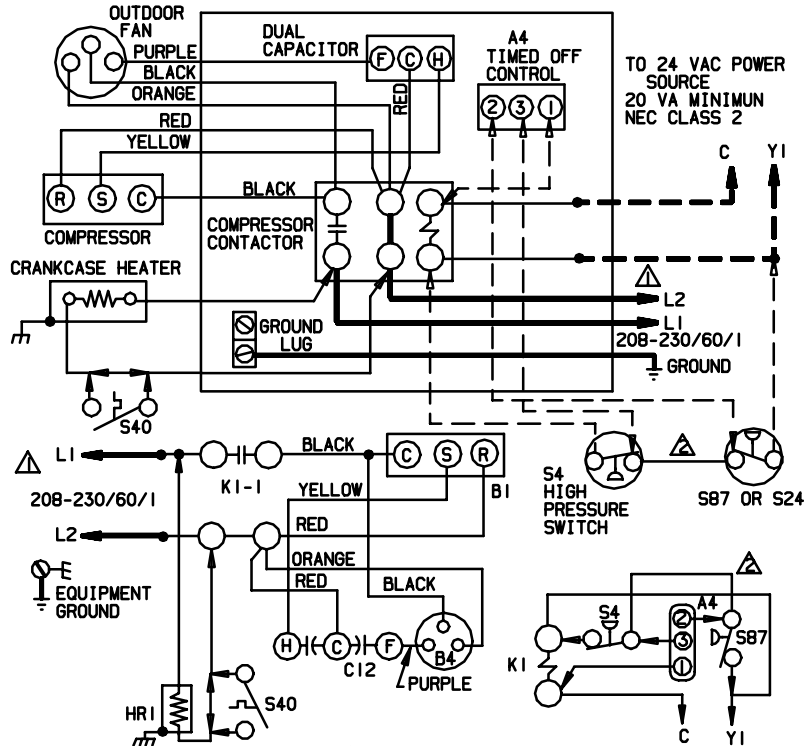 OUTDOOR
FAN
PURPLE
BLACK
ORANGE
DUAL
CAPACITOR
F C H
RED
A4
TIMED OFF
CONTROL
2 3 1
TO 24 VAC POWER
SOURCE
20 VA MINIMUN
NEC CLASS 2
C Y1
RED
YELLOW
R S C
BLACK
COMPRESSOR
COMPRESSOR
CONTACTOR
CRANKCASE HEATER
1
L2
L1
208-230/60/1
GROUND
LUG
GROUND
S40
L1
1
K1-1
BLACK
C S R
B1
YELLOW
208-230/60/1
L2
RED
ORANGE
RED
BLACK
EQUIPMENT
GROUND
H C F
C12
B4
PURPLE
HR1
S40
S4
HIGH
PRESSURE
SWITCH
2
S87 OR S24
2
S4
A4
2
3
1
S87
K1
C Y1